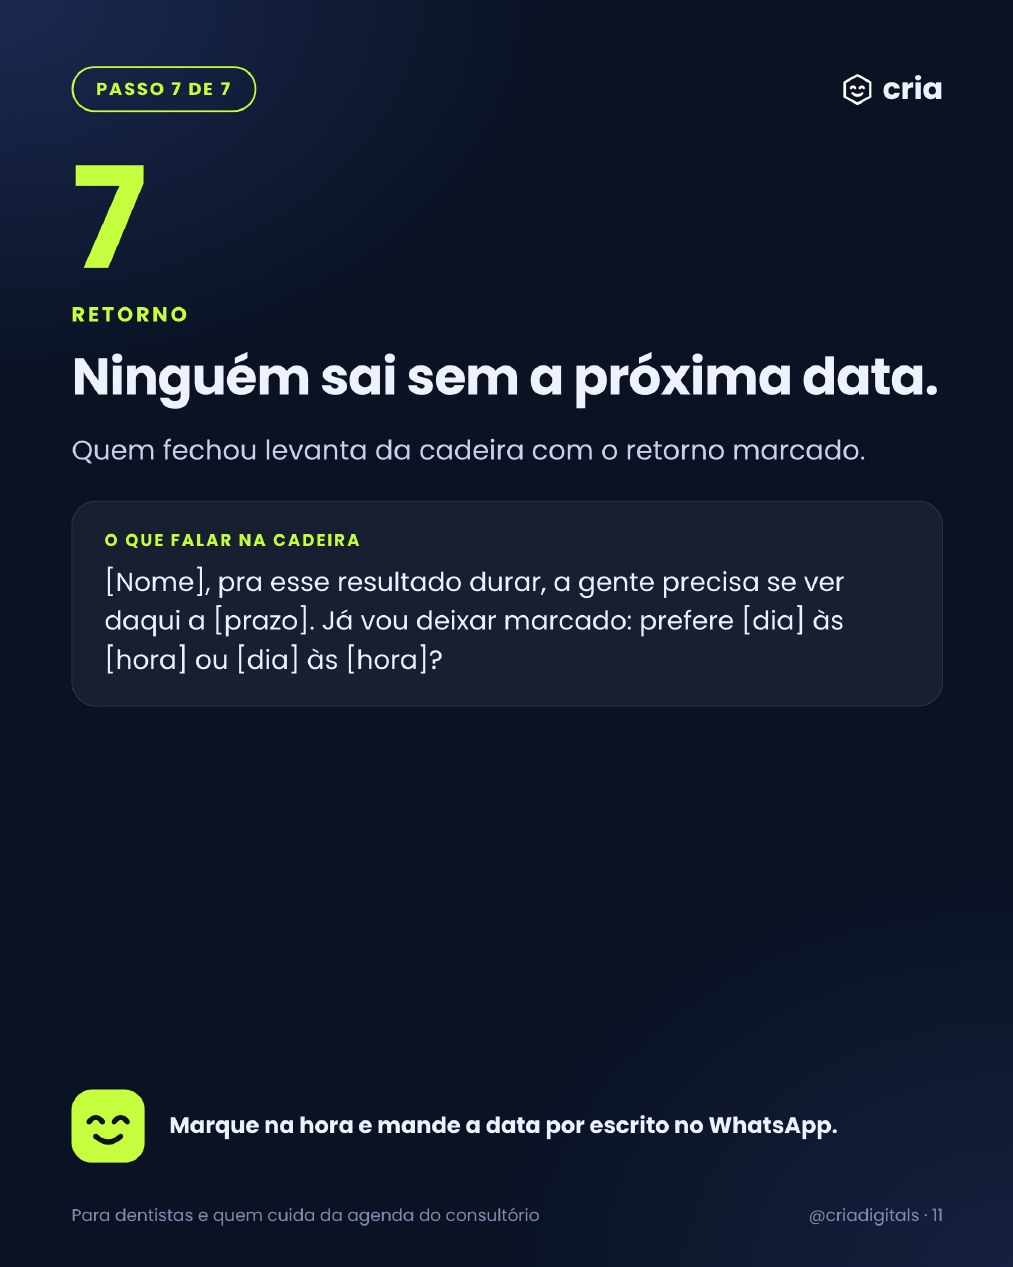 PASSO 7 DE 7
cria
7
RETORNO
Ninguém sai sem a próxima data.
Quem fechou levanta da cadeira com o retorno marcado.
O QUE FALAR NA CADEIRA
[Nome], pra esse resultado durar, a gente precisa se ver
daqui a [prazo]. Já vou deixar marcado: prefere [dia] às
[hora] ou [dia] às [hora]?
Marque na hora e mande a data por escrito no WhatsApp.
Para dentistas e quem cuida da agenda do consultório
@criadigitals · 11